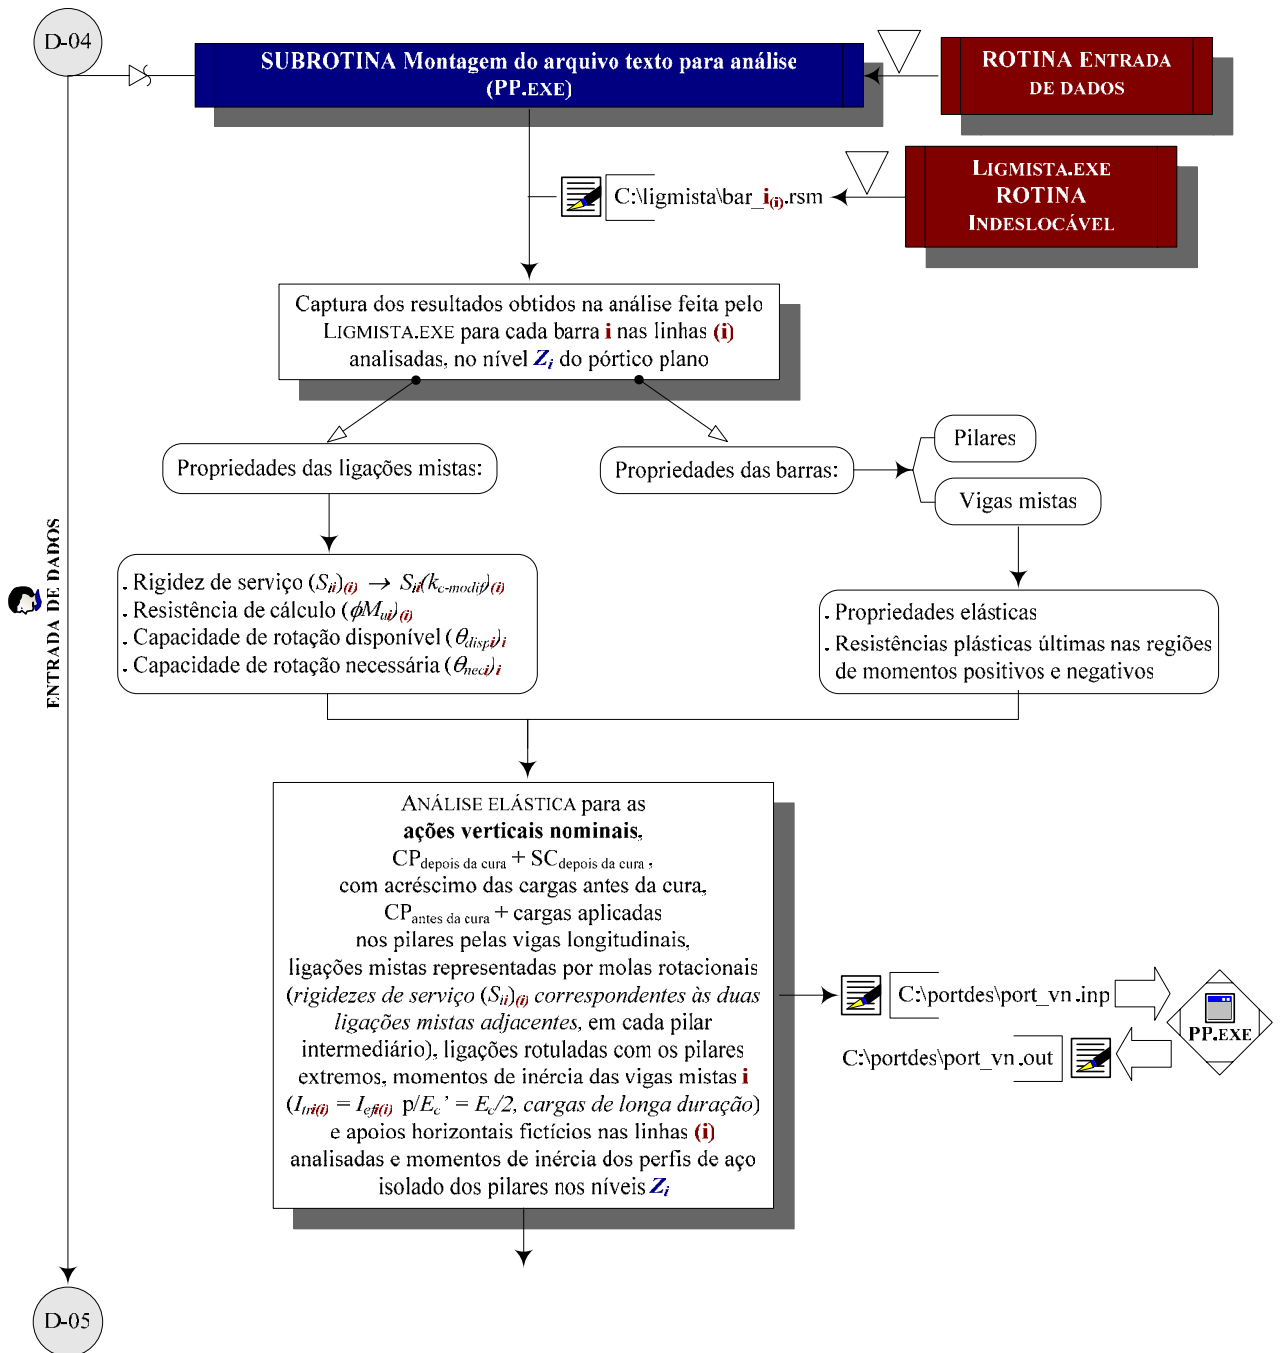 D-04
SUBROTINA Montagem do arquivo texto para análise
(PP.EXE)
ROTINA ENTRADA
DE DADOS
LIGMISTA.EXE
ROTINA
INDESLOCÁVEL
C:\ligmista\bar_i(i).rsm
Captura dos resultados obtidos na análise feita pelo
LIGMISTA.EXE para cada barra i nas linhas (i)
analisadas, no nível Zi do pórtico plano
Propriedades das ligações mistas:
Propriedades das barras:
Pilares
Vigas mistas
. Rigidez de serviço (Sii)(i) → Sii(kc-modif)(i)
. Resistência de cálculo (ϕMui)(i)
. Capacidade de rotação disponível (θdispi)i
. Capacidade de rotação necessária (θneci)i
. Propriedades elásticas
. Resistências plásticas últimas nas regiões
de momentos positivos e negativos
ENTRADA DE DADOS
ANÁLISE ELÁSTICA para as
ações verticais nominais,
CPdepois da cura + SCdepois da cura ,
com acréscimo das cargas antes da cura,
CPantes da cura + cargas aplicadas
nos pilares pelas vigas longitudinais,
ligações mistas representadas por molas rotacionais
(rigidezes de serviço (Sii)(i) correspondentes às duas
ligações mistas adjacentes, em cada pilar
intermediário), ligações rotuladas com os pilares
extremos, momentos de inércia das vigas mistas i
(Itri(i) = Iefi(i) p/Ec’ = Ec/2, cargas de longa duração)
e apoios horizontais fictícios nas linhas (i)
analisadas e momentos de inércia dos perfis de aço
isolado dos pilares nos níveis Zi
C:\portdes\port_vn.inp
C:\portdes\port_vn.out
PP.EXE
D-05